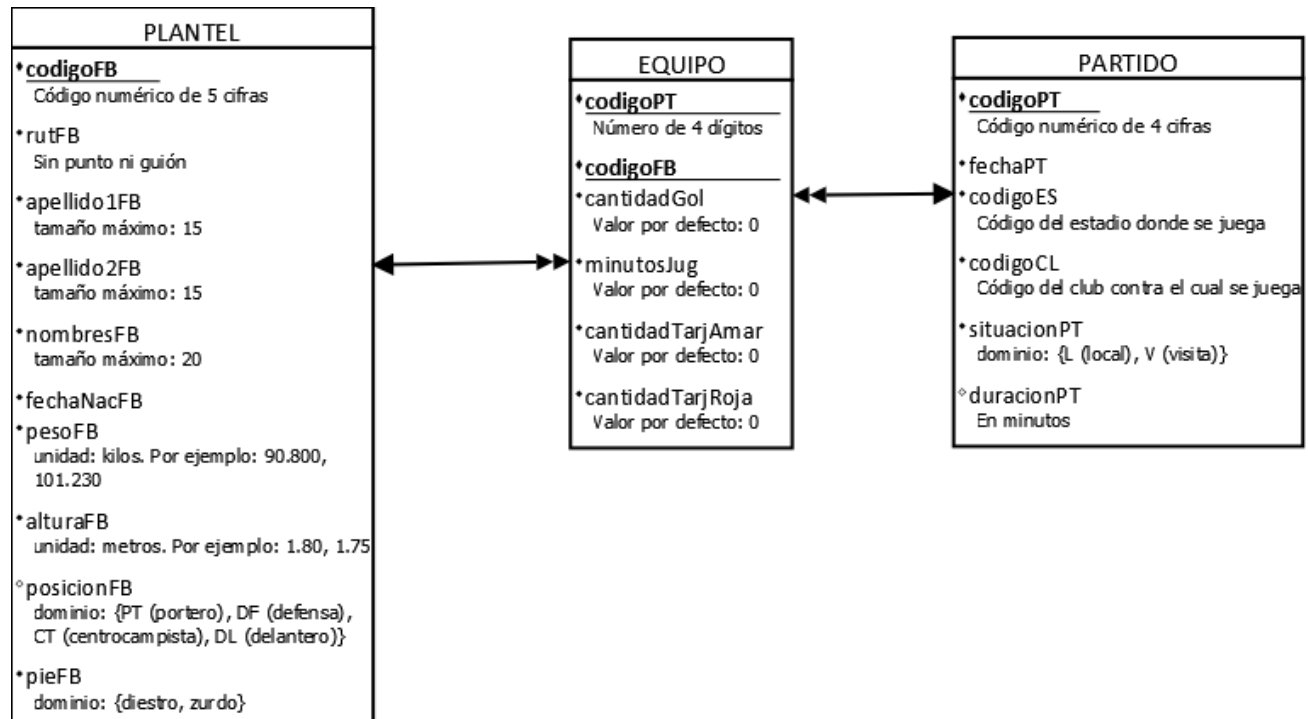 PLANTEL
codigoFB
Código numérico de 5 cifras
rutFB
Sin punto ni guión
apellido1FB
tamaño máximo: 15
apellido2FB
tamaño máximo: 15
nombresFB
tamaño máximo: 20
fechaNacFB
pesoFB
unidad: kilos. Por ejemplo: 90.800,
101.230
alturaFB
unidad: metros. Por ejemplo: 1.80, 1.75
posicionFB
dominio: {PT (portero), DF (defensa),
CT (centrocampista), DL (delantero)}
pieFB
dominio: {diestro, zurdo}
EQUIPO
codigoPT
Número de 4 dígitos
codigoFB
cantidadGol
Valor por defecto: 0
minutosJug
Valor por defecto: 0
cantidadTarjAmar
Valor por defecto: 0
cantidadTarjRoja
Valor por defecto: 0
PARTIDO
codigoPT
Código numérico de 4 cifras
fechaPT
codigoES
Código del estadio donde se juega
codigoCL
Código del club contra el cual se juega
situacionPT
dominio: {L (local), V (visita)}
duracionPT
En minutos